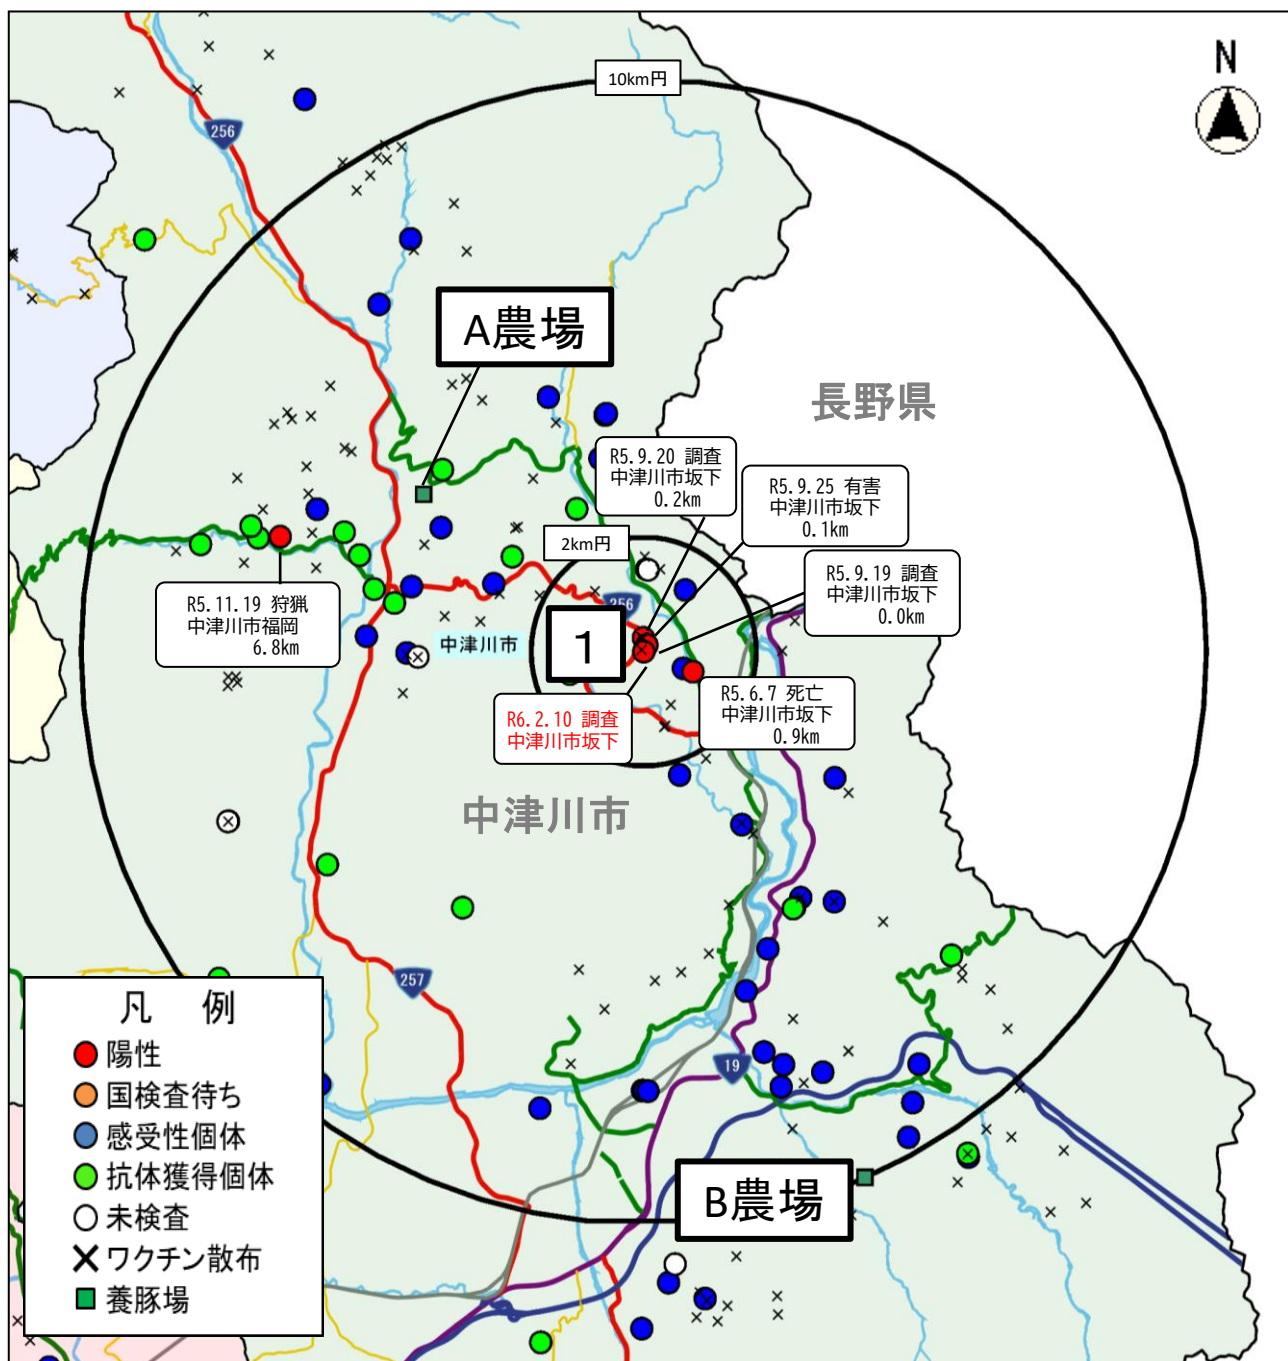 10km円
N
256
A農場
長野県
R5.9.20 調査
中津川市坂下
0.2km
R5.9.25 有害
中津川市坂下
0.1km
2km円
R5.9.19 調査
中津川市坂下
0.0km
R5.11.19 狩猟
中津川市福岡
6.8km
256
1
中津川市
R6.2.10 調査
中津川市坂下
R5.6.7 死亡
中津川市坂下
0.9km
中津川市
257
19
B農場
凡 例
陽性
国検査待ち
感受性個体
抗体獲得個体
未検査
ワクチン散布
養豚場